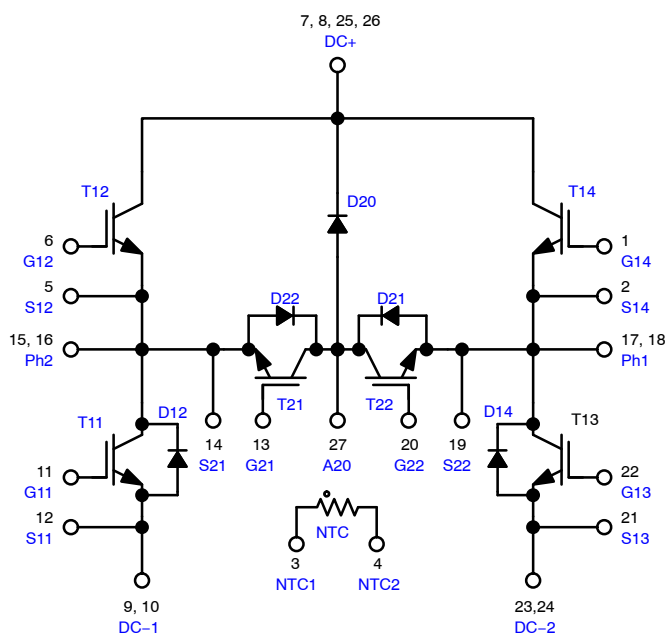 7, 8, 25, 26
DC+
T12
T14
D20
6
G12
1
G14
5
S12
D22
D21
2
S14
15, 16
Ph2
17, 18
Ph1
T21
T22
T11
D12
D14
T13
14
S21
13
G21
27
A20
20
G22
19
S22
11
G11
22
G13
12
S11
NTC
21
S13
3
NTC1
4
NTC2
9, 10
DC−1
23,24
DC−2